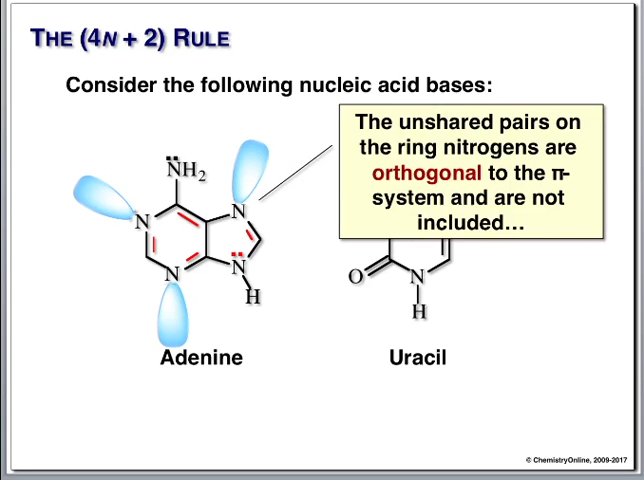 THE (4n + 2) RULE
Consider the following nucleic acid bases:
The unshared pairs on
the ring nitrogens are
orthogonal to the π-
system and are not
included…
NH2
N
N
N
N
H
O
N
H
Adenine
Uracil
© ChemistryOnline, 2009-2017